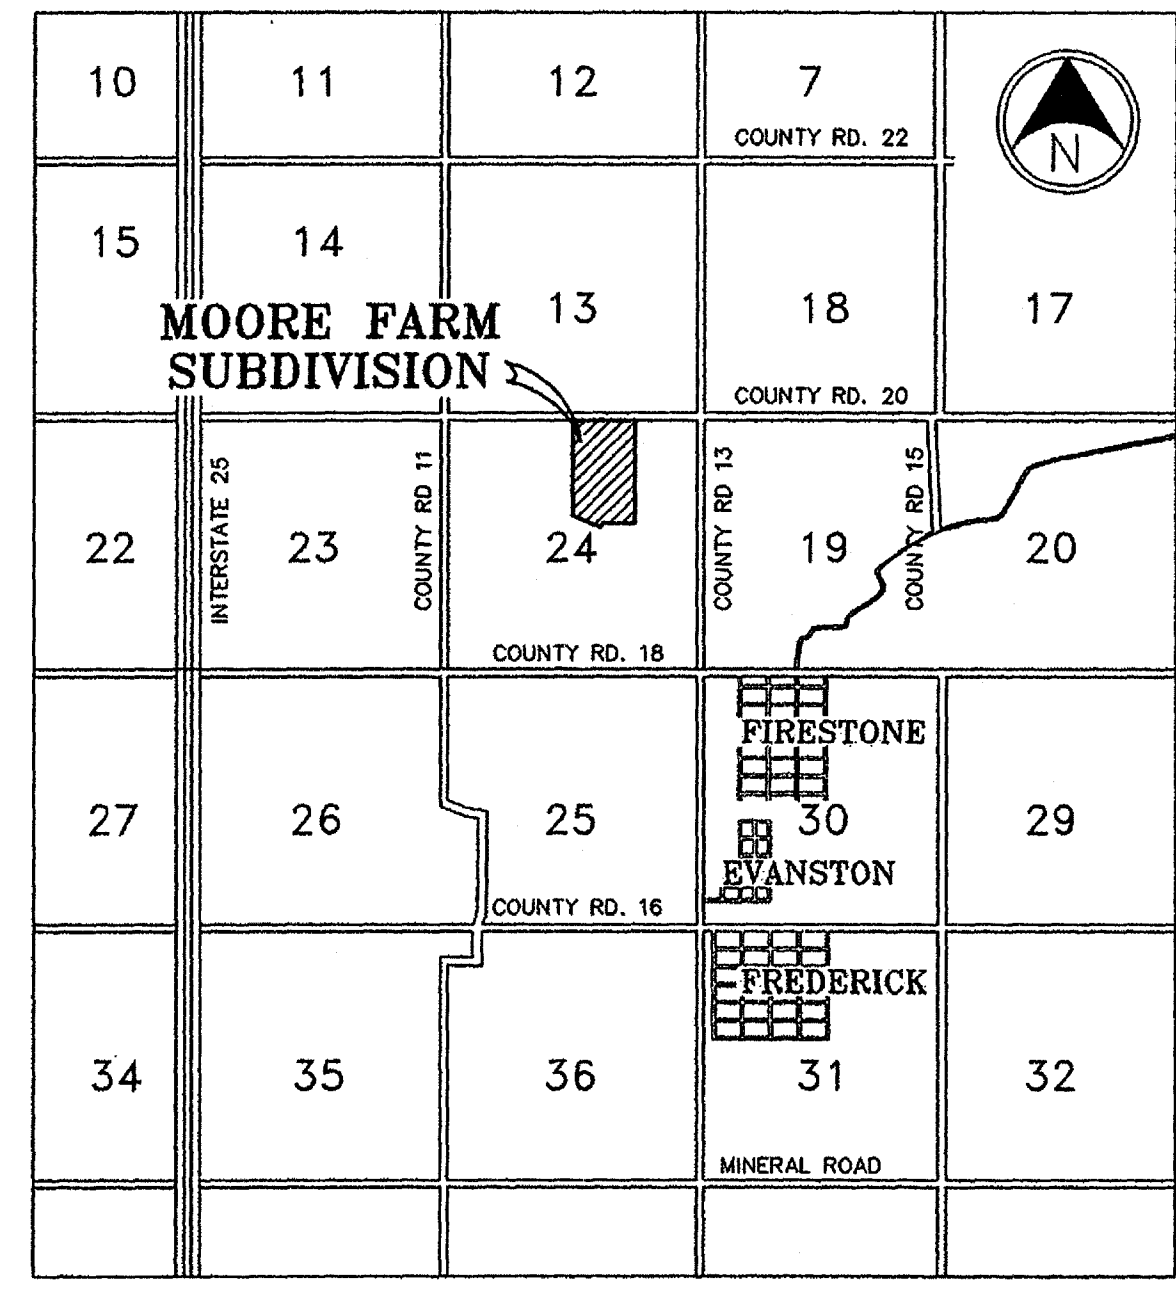 10
11
12
7
COUNTY RD. 22
N
15
14
13
18
17
MOORE FARM
SUBDIVISION
COUNTY RD. 20
INTERSTATE 25
COUNTY RD 11
COUNTY RD 13
COUNTY RD 15
22
23
24
19
20
COUNTY RD. 18
FIRESTONE
27
26
25
30
29
EVANSTON
COUNTY RD. 16
FREDERICK
34
35
36
31
32
MINERAL ROAD